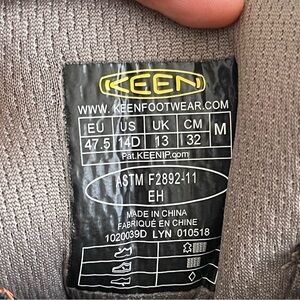 KEEN
WWW.KEENFOOTWEAR.COM
EU US UK CM M
47.5 14D 13 32
Pat.KEENIP.com
ASTM F2892-11
EH
MADE IN CHINA
FABRIQUÉ EN CHINE
1020039D LYN 010518